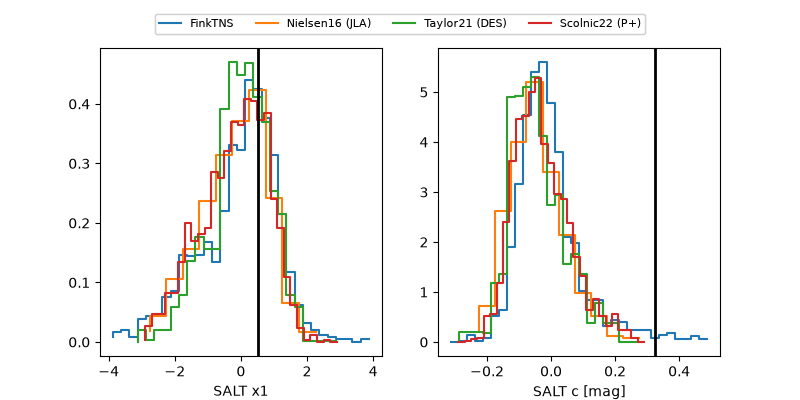 FinkTNS Nielsen16 (JLA) Taylor21 (DES) Scolnic22 (P+)
0.4
0.3
0.2
0.1
0.0
−4 −2 0 2 4
SALT x1
5
4
3
2
1
0
−0.2 0.0 0.2 0.4
SALT c [mag]